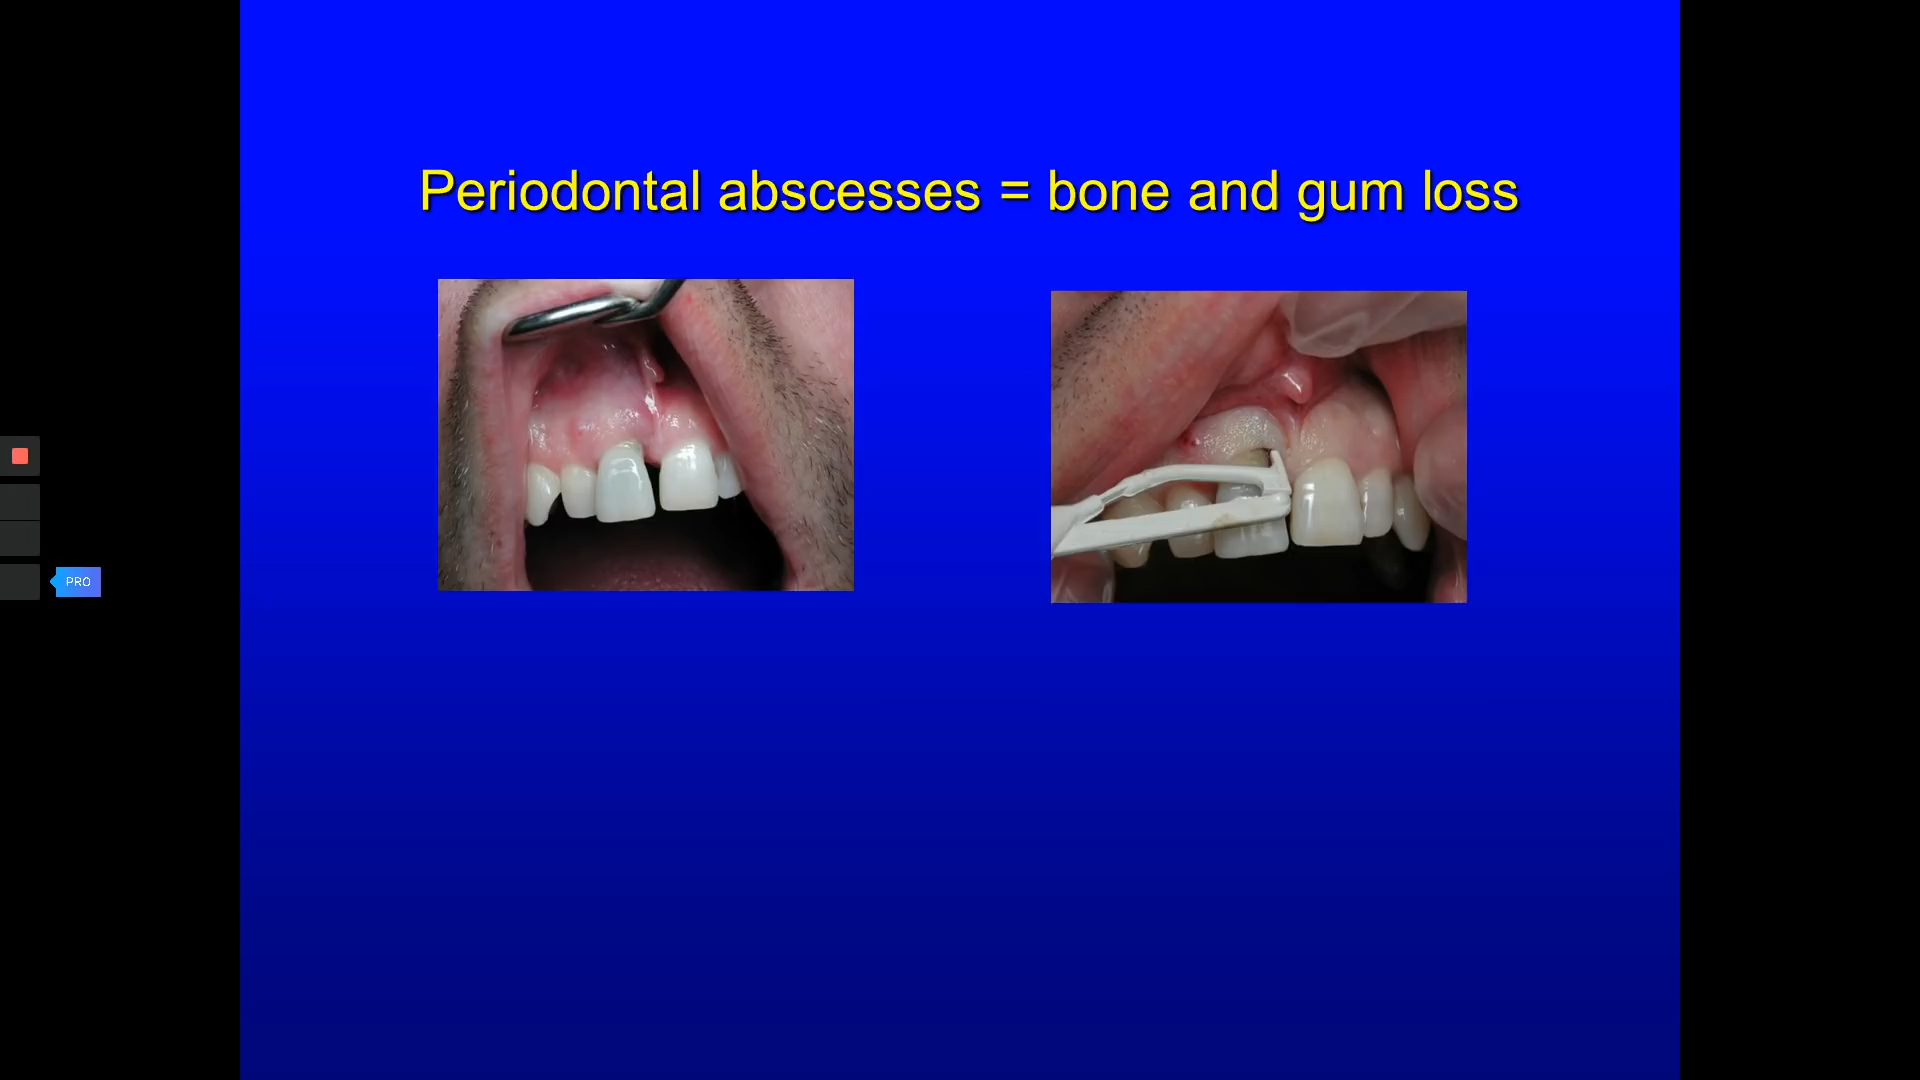 Periodontal abscesses = bone and gum loss
PRO